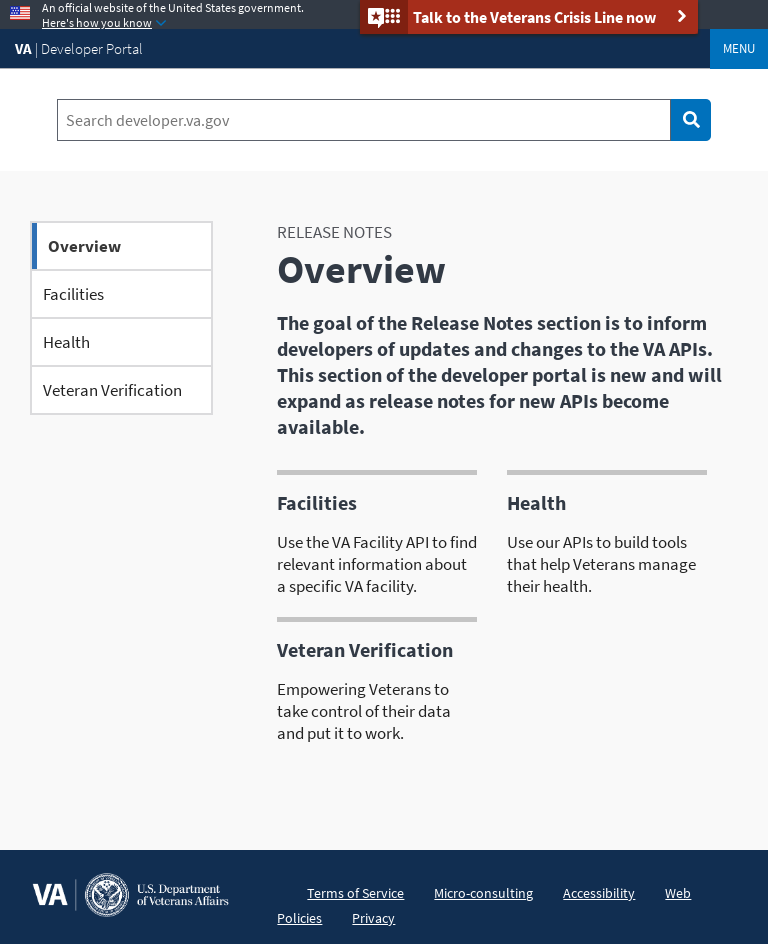 An official website of the United States government.
Here's how you know
Talk to the Veterans Crisis Line now
VA | Developer Portal
MENU
Search developer.va.gov
Overview
Facilities
Health
Veteran Verification
RELEASE NOTES
Overview
The goal of the Release Notes section is to inform
developers of updates and changes to the VA APIs.
This section of the developer portal is new and will
expand as release notes for new APIs become
available.
Facilities
Use the VA Facility API to find
relevant information about
a specific VA facility.
Health
Use our APIs to build tools
that help Veterans manage
their health.
Veteran Verification
Empowering Veterans to
take control of their data
and put it to work.
VA
U.S. Department
of Veterans Affairs
Terms of Service Micro-consulting Accessibility Web
Policies Privacy